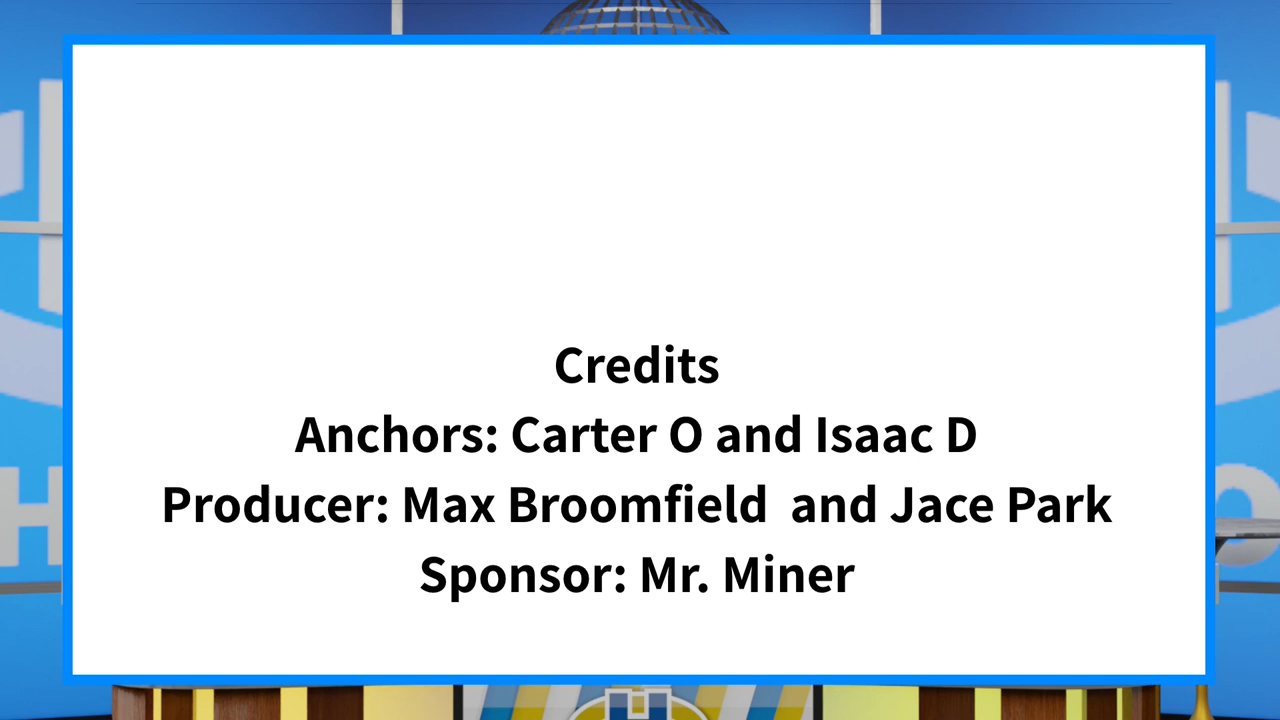 Credits
Anchors: Carter O and Isaac D
Producer: Max Broomfield  and Jace Park
Sponsor: Mr. Miner